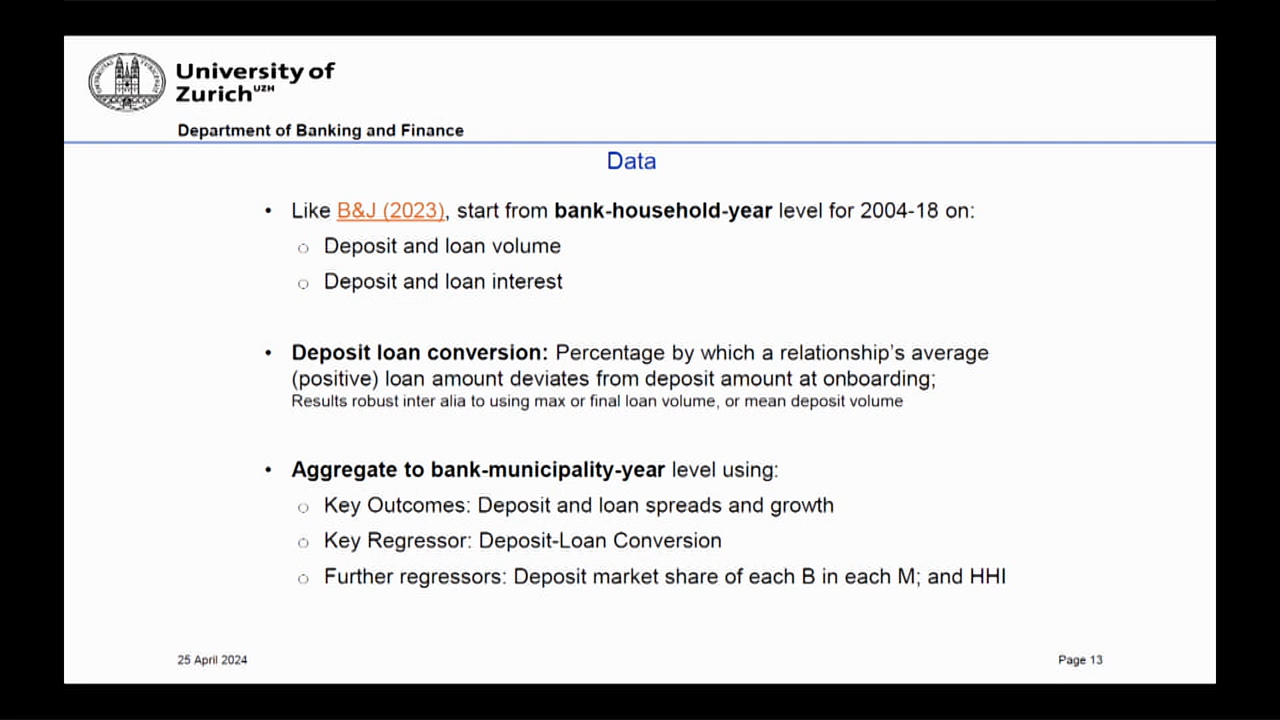 University of
Zurich UZH
Department of Banking and Finance
Data
• Like B&J (2023), start from bank-household-year level for 2004-18 on:
○ Deposit and loan volume
○ Deposit and loan interest
• Deposit loan conversion: Percentage by which a relationship's average
(positive) loan amount deviates from deposit amount at onboarding;
Results robust inter alia to using max or final loan volume, or mean deposit volume
• Aggregate to bank-municipality-year level using:
○ Key Outcomes: Deposit and loan spreads and growth
○ Key Regressor: Deposit-Loan Conversion
○ Further regressors: Deposit market share of each B in each M; and HHI
25 April 2024
Page 13